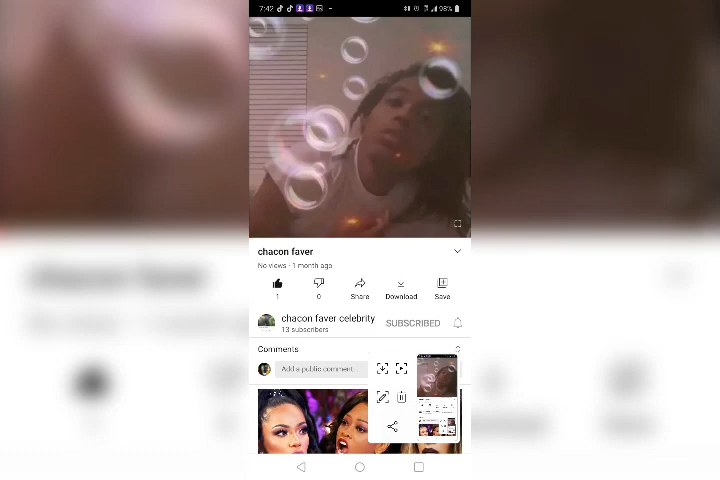 7:42
98%
chacon faver
No views · 1 month ago
1
0
Share
Download
Save
chacon faver celebrity
13 subscribers
SUBSCRIBED
Comments
Add a public comment...